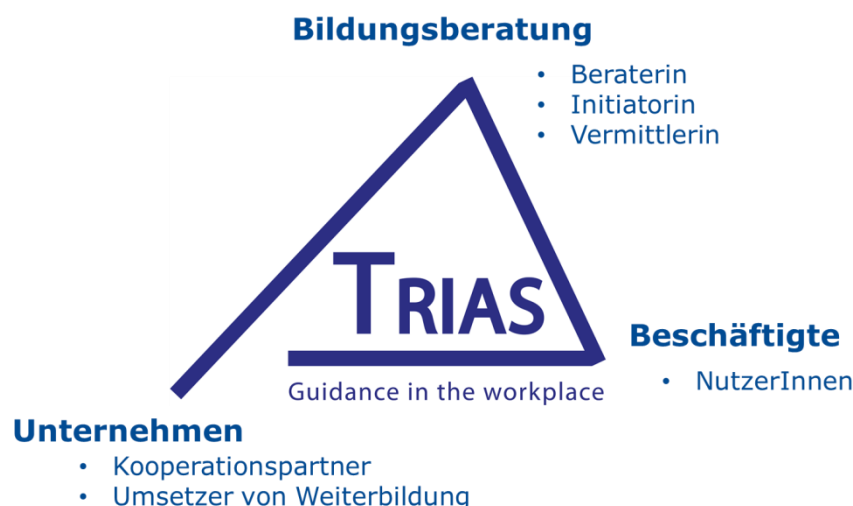 Bildungsberatung
• Beraterin
• Initiatorin
• Vermittlerin
TRIAS
Guidance in the workplace
Beschäftigte
• NutzerInnen
Unternehmen
• Kooperationspartner
• Umsetzer von Weiterbildung